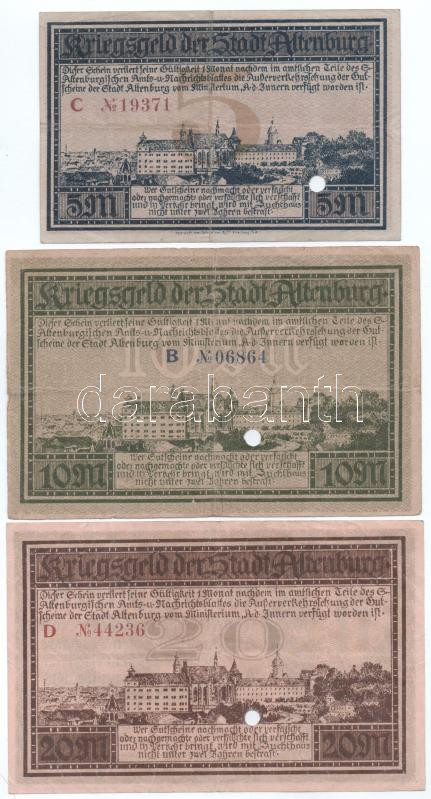 Kriegsgeld der Stadt Altenburg
Dieser Schein verliert seine Gültigkeit 1 Monat nachdem im amtlichen Teile des S-
Altenburgischen Amts-u-Nachrichtsblattes die Außerverkehrsetzung der Gut-
scheine der Stadt Altenburg vom Ministerium, A·d·Innern verfügt worden ist·
5
C №19371
Wer Gutscheine nachmacht oder verfälscht
oder nachgemachte oder verfälschte sich verschafft
und in Verkehr bringt, wird mit Zuchthaus
nicht unter zwei Jahren bestraft·
5M 5M
Kriegsgeld der Stadt Altenburg·
Dieser Schein verliert seine Gültigkeit 1 Monat nachdem im amtlichen Teile des S-
Altenburgischen Amts-u-Nachrichtsblattes die Außerverkehrsetzung der Gut-
scheine der Stadt Altenburg vom Ministerium, A·d·Innern verfügt worden ist·
10M
B №06864
darabanth
Wer Gutscheine nachmacht oder verfälscht
oder nachgemachte oder verfälschte sich verschafft
und in Verkehr bringt, wird mit Zuchthaus
nicht unter zwei Jahren bestraft·
10M 10M
Kriegsgeld der Stadt Altenburg·
Dieser Schein verliert seine Gültigkeit 1 Monat nachdem im amtlichen Teile des S-
Altenburgischen Amts-u-Nachrichtsblattes die Außerverkehrsetzung der Gut-
scheine der Stadt Altenburg vom Ministerium, A·d·Innern verfügt worden ist·
D №44236
20
Wer Gutscheine nachmacht oder verfälscht
oder nachgemachte oder verfälschte sich verschafft
und in Verkehr bringt, wird mit Zuchthaus
nicht unter zwei Jahren bestraft·
20M 20M